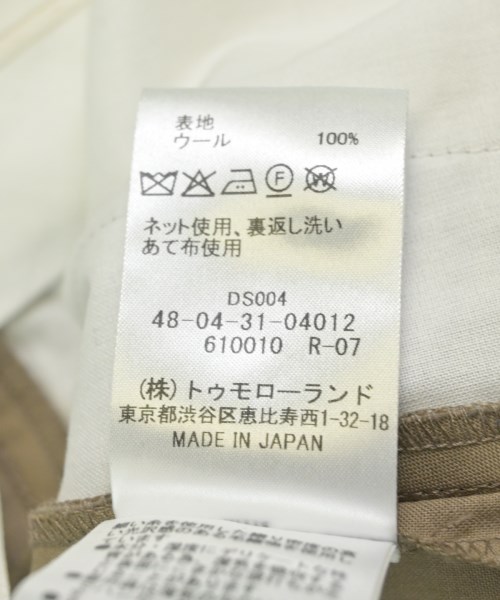 表地
ウール 100%
F W
ネット使用、裏返し洗い
あて布使用
DS004
48-04-31-04012
610010 R-07
(株)トゥモローランド
東京都渋谷区恵比寿西1-32-18
MADE IN JAPAN